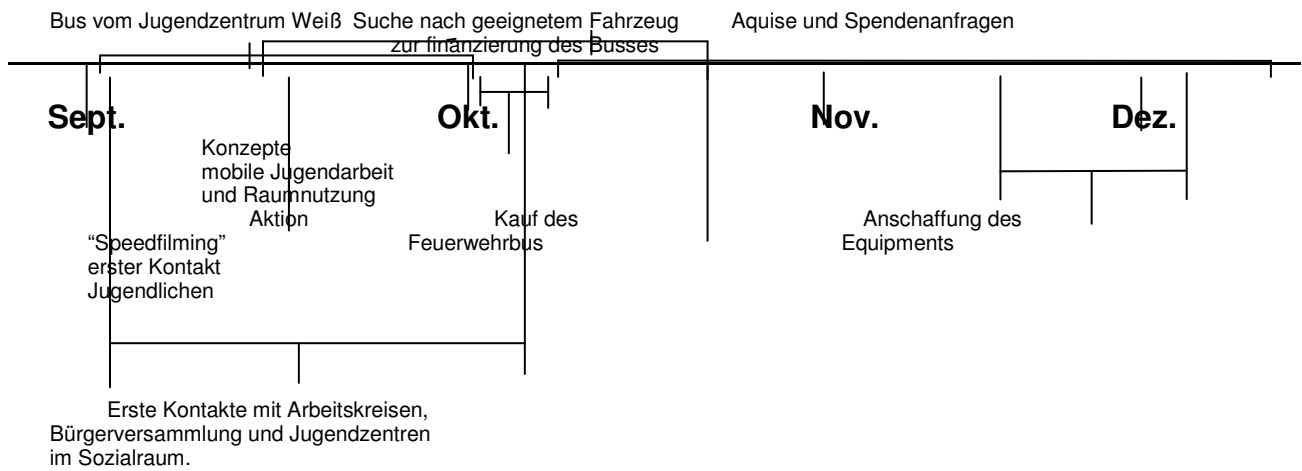 Bus vom Jugendzentrum Weiß Suche nach geeignetem Fahrzeug Aquise und Spendenanfragen
zur finanzierung des Busses
Sept. Okt. Nov. Dez.
Konzepte
mobile Jugendarbeit
und Raumnutzung
Aktion Kauf des Anschaffung des
“Speedfilming” Feuerwehrbus Equipments
erster Kontakt
Jugendlichen
Erste Kontakte mit Arbeitskreisen,
Bürgerversammlung und Jugendzentren
im Sozialraum.